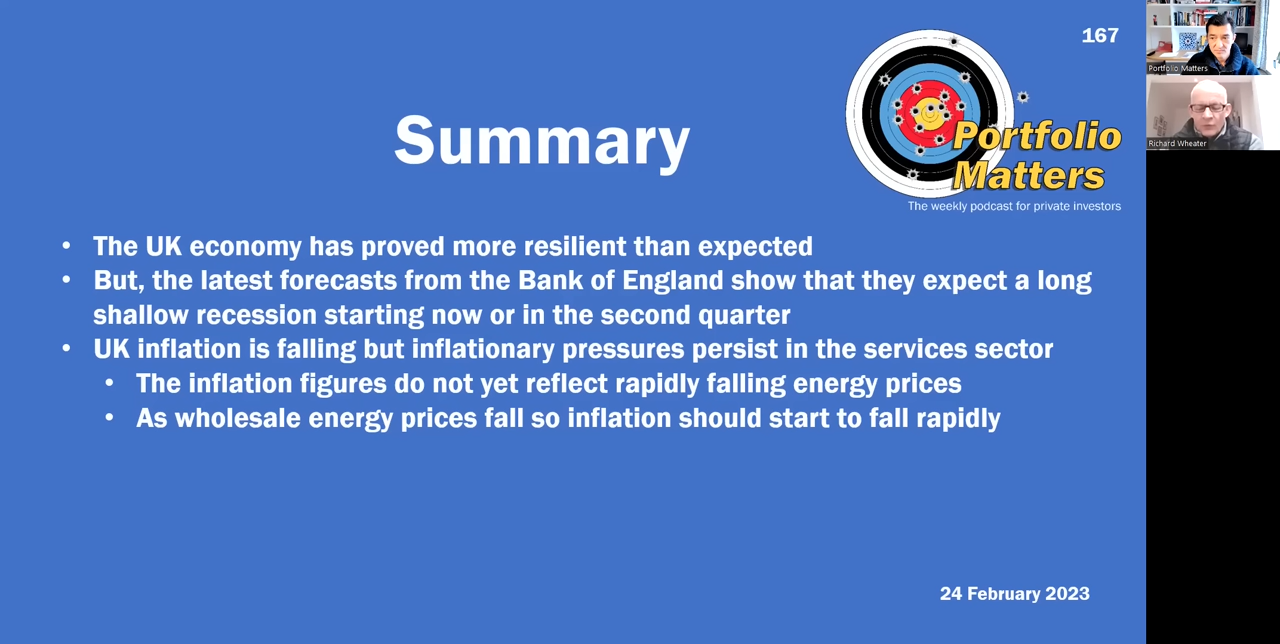 167
Portfolio Matters
Richard Wheater
Summary
Portfolio
Matters
The weekly podcast for private investors
• The UK economy has proved more resilient than expected
• But, the latest forecasts from the Bank of England show that they expect a long
shallow recession starting now or in the second quarter
• UK inflation is falling but inflationary pressures persist in the services sector
• The inflation figures do not yet reflect rapidly falling energy prices
• As wholesale energy prices fall so inflation should start to fall rapidly
24 February 2023